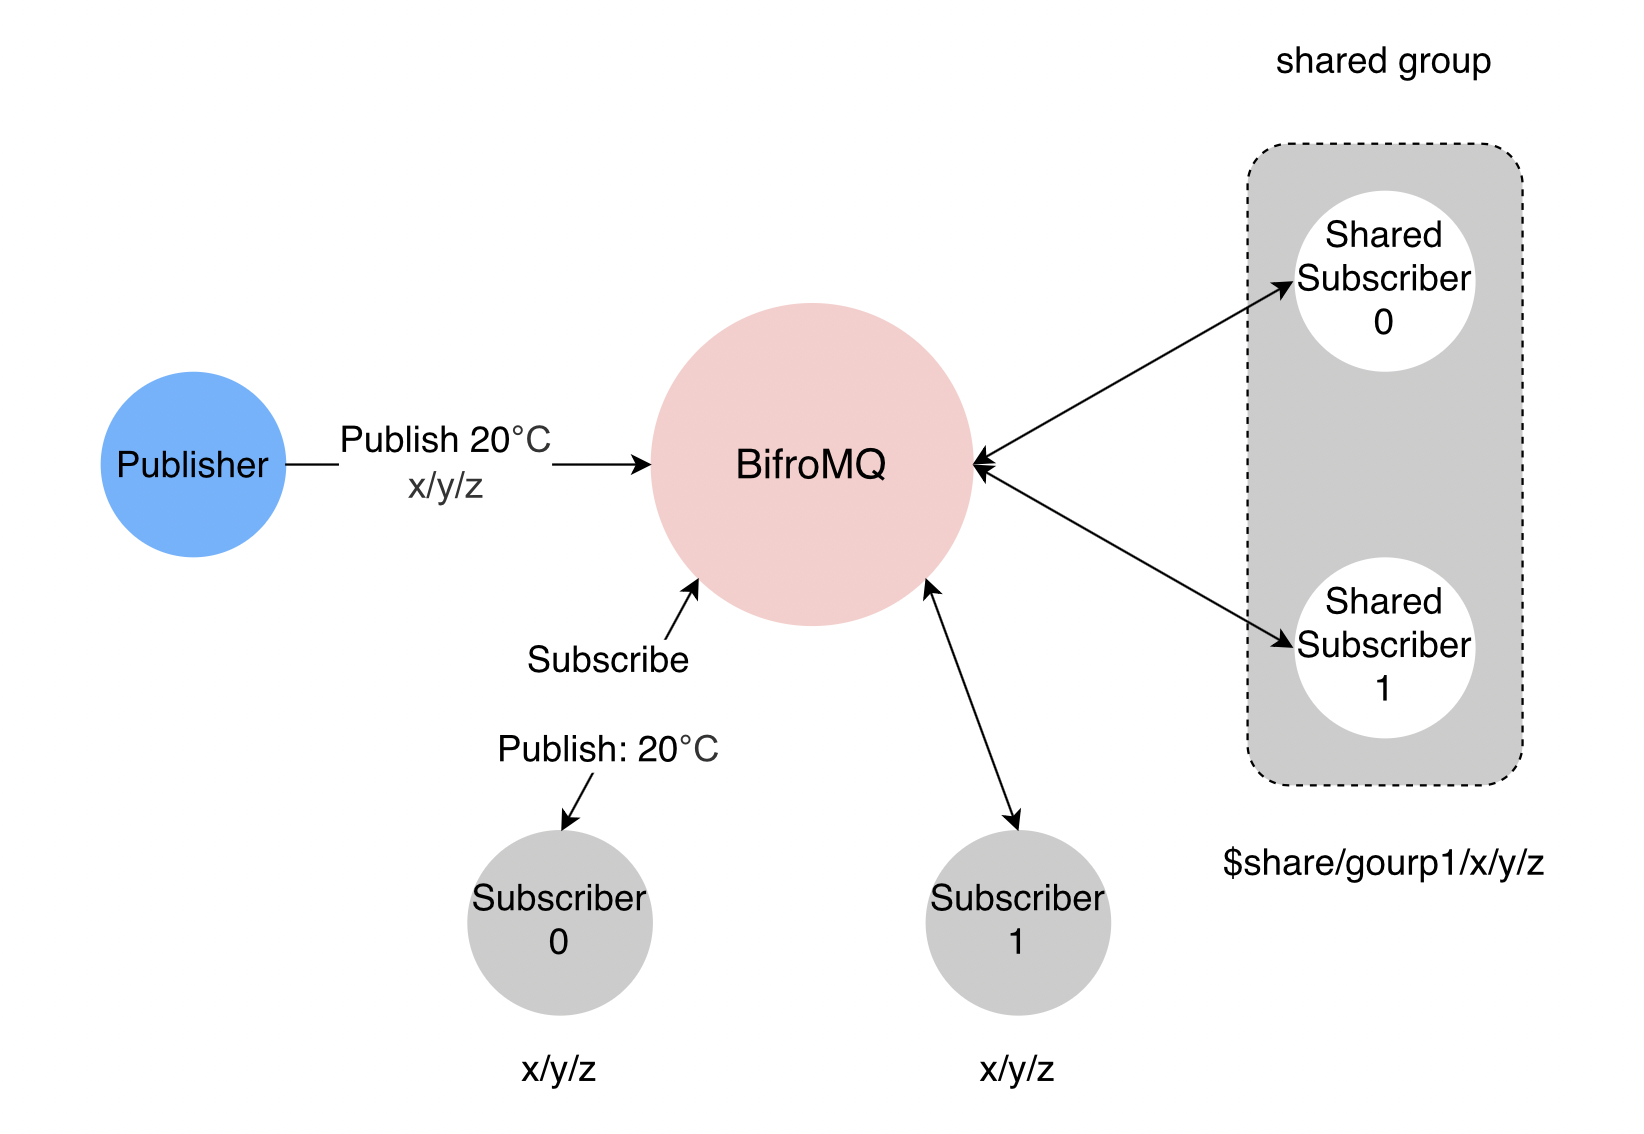 shared group
Shared
Subscriber
0
Publisher
Publish 20°C
x/y/z
BifroMQ
Shared
Subscriber
1
Subscribe
Publish: 20°C
$share/gourp1/x/y/z
Subscriber
0
Subscriber
1
x/y/z
x/y/z